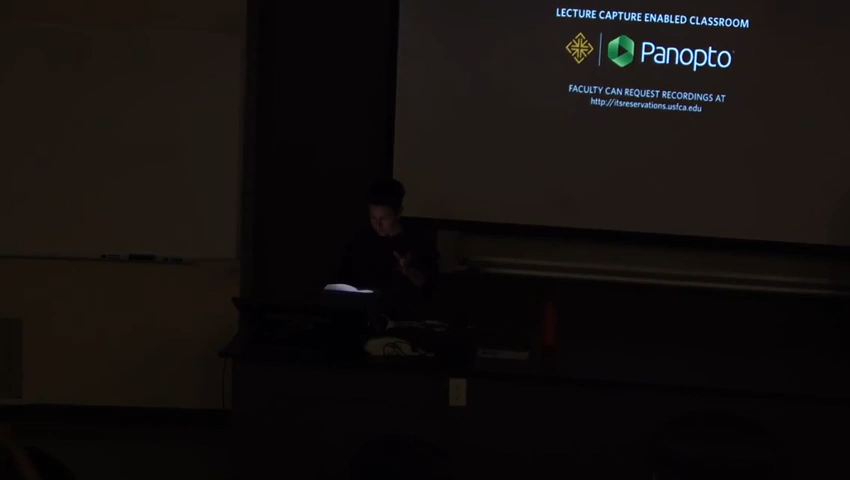 LECTURE CAPTURE ENABLED CLASSROOM
Panopto
FACULTY CAN REQUEST RECORDINGS AT
http://itsreservations.usfca.edu